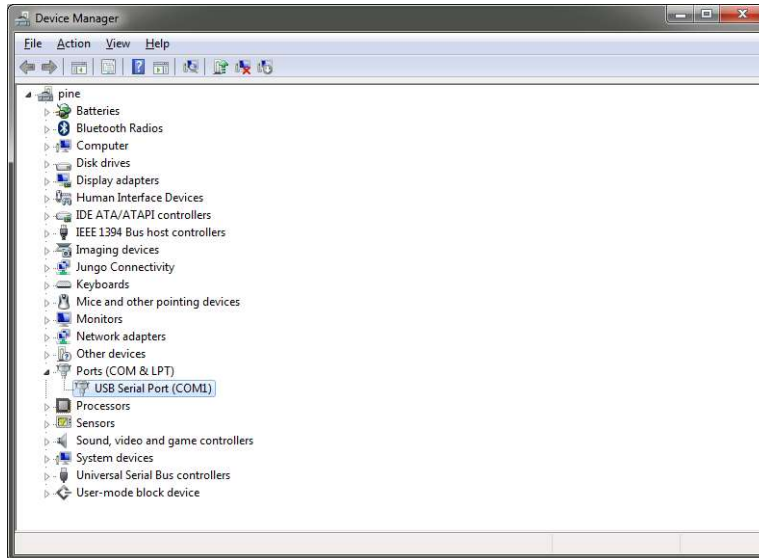 Device Manager
File Action View Help
pine
Batteries
Bluetooth Radios
Computer
Disk drives
Display adapters
Human Interface Devices
IDE ATA/ATAPI controllers
IEEE 1394 Bus host controllers
Imaging devices
Jungo Connectivity
Keyboards
Mice and other pointing devices
Monitors
Network adapters
Other devices
Ports (COM & LPT)
USB Serial Port (COM1)
Processors
Sensors
Sound, video and game controllers
System devices
Universal Serial Bus controllers
User-mode block device